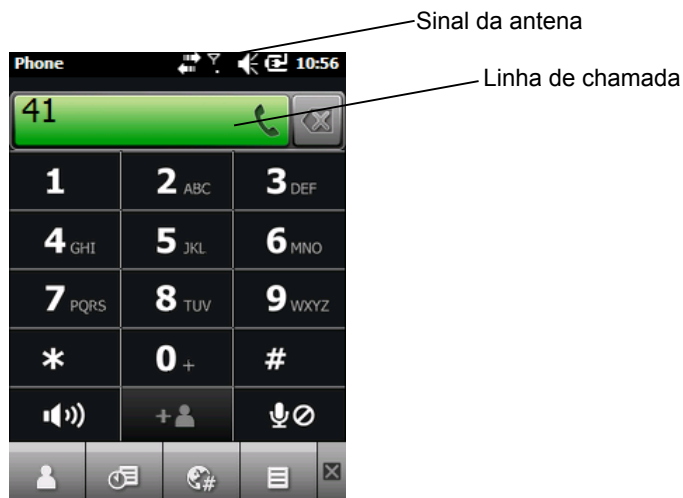 Sinal da antena
Phone 10:56
Linha de chamada
41
1 2 ABC 3 DEF
4 GHI 5 JKL 6 MNO
7 PQRS 8 TUV 9 WXYZ
* 0 + #
+
#